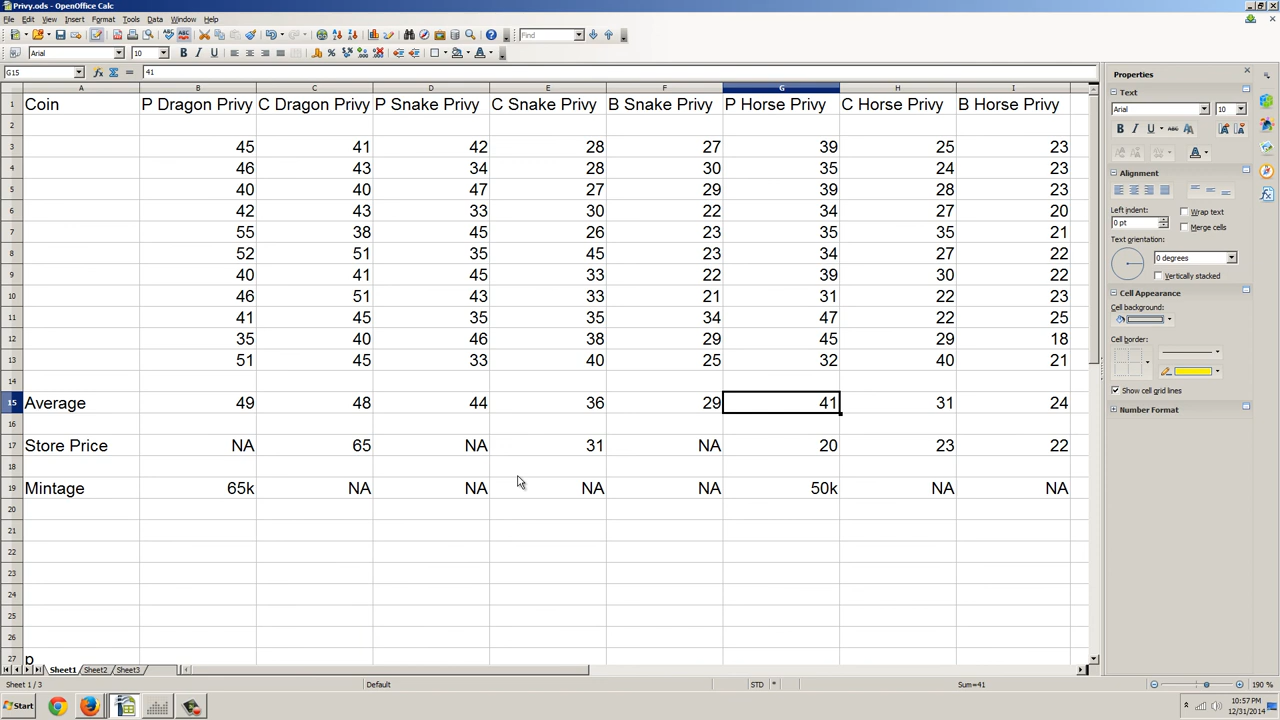 Privy.ods - OpenOffice Calc
File Edit View Insert Format Tools Data Window Help
Find
Arial 10
G15 41
A B C D E F G H I
1 Coin P Dragon Privy C Dragon Privy P Snake Privy C Snake Privy B Snake Privy P Horse Privy C Horse Privy B Horse Privy
2
3 45 41 42 28 27 39 25 23
4 46 43 34 28 30 35 24 23
5 40 40 47 27 29 39 28 23
6 42 43 33 30 22 34 27 20
7 55 38 45 26 23 35 35 21
8 52 51 35 45 23 34 27 22
9 40 41 45 33 22 39 30 22
10 46 51 43 33 21 31 22 23
11 41 45 35 35 34 47 22 25
12 35 40 46 38 29 45 29 18
13 51 45 33 40 25 32 40 21
14
15 Average 49 48 44 36 29 41 31 24
16
17 Store Price NA 65 NA 31 NA 20 23 22
18
19 Mintage 65k NA NA NA NA 50k NA NA
20
21
22
23
24
25
26
27 p
Properties
Text
Arial 10
Alignment
Left indent:
0 pt
Wrap text
Merge cells
Text orientation:
0 degrees
Vertically stacked
Cell Appearance
Cell background:
Cell border:
Show cell grid lines
Number Format
Sheet1 Sheet2 Sheet3
Sheet 1 / 3 Default STD * Sum=41 190 %
Start
10:57 PM
12/31/2014